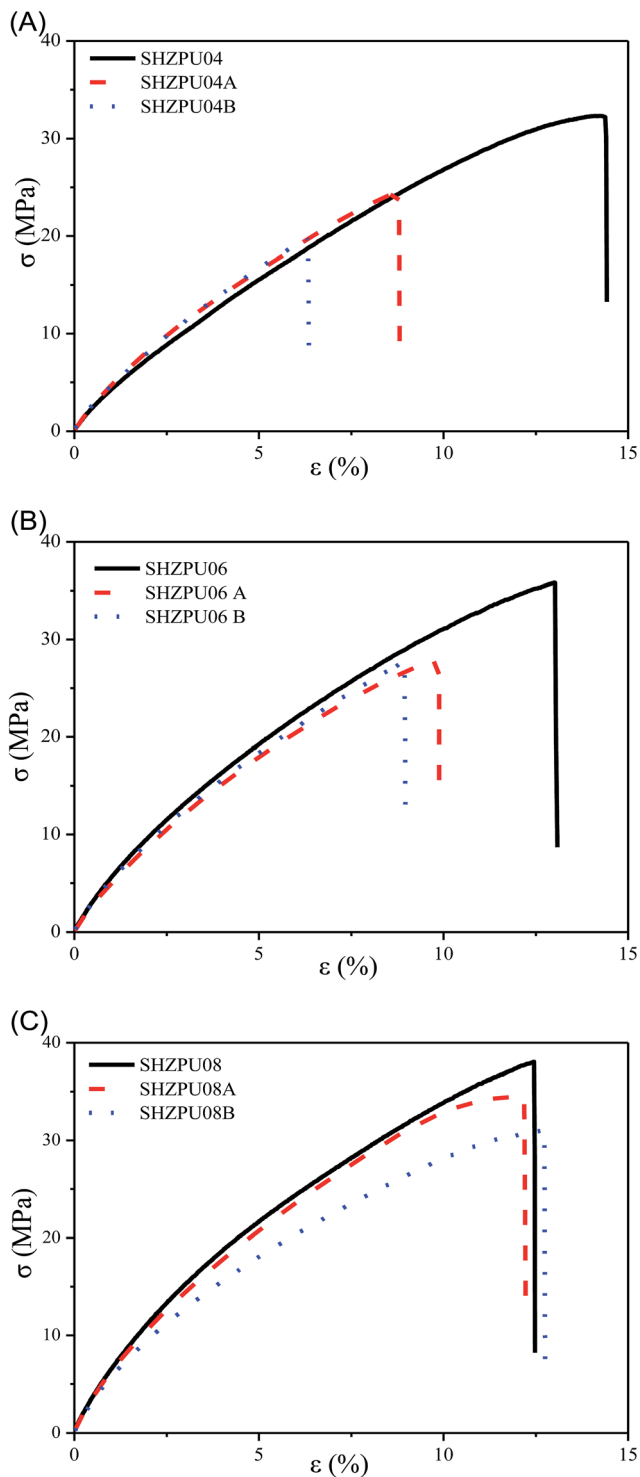 (A)
40
30
20
10
0
σ (MPa)
SHZPU04
SHZPU04A
SHZPU04B
0 5 10 15
ε (%)
(B)
40
30
20
10
0
σ (MPa)
SHZPU06
SHZPU06 A
SHZPU06 B
0 5 10 15
ε (%)
(C)
40
30
20
10
0
σ (MPa)
SHZPU08
SHZPU08A
SHZPU08B
0 5 10 15
ε (%)